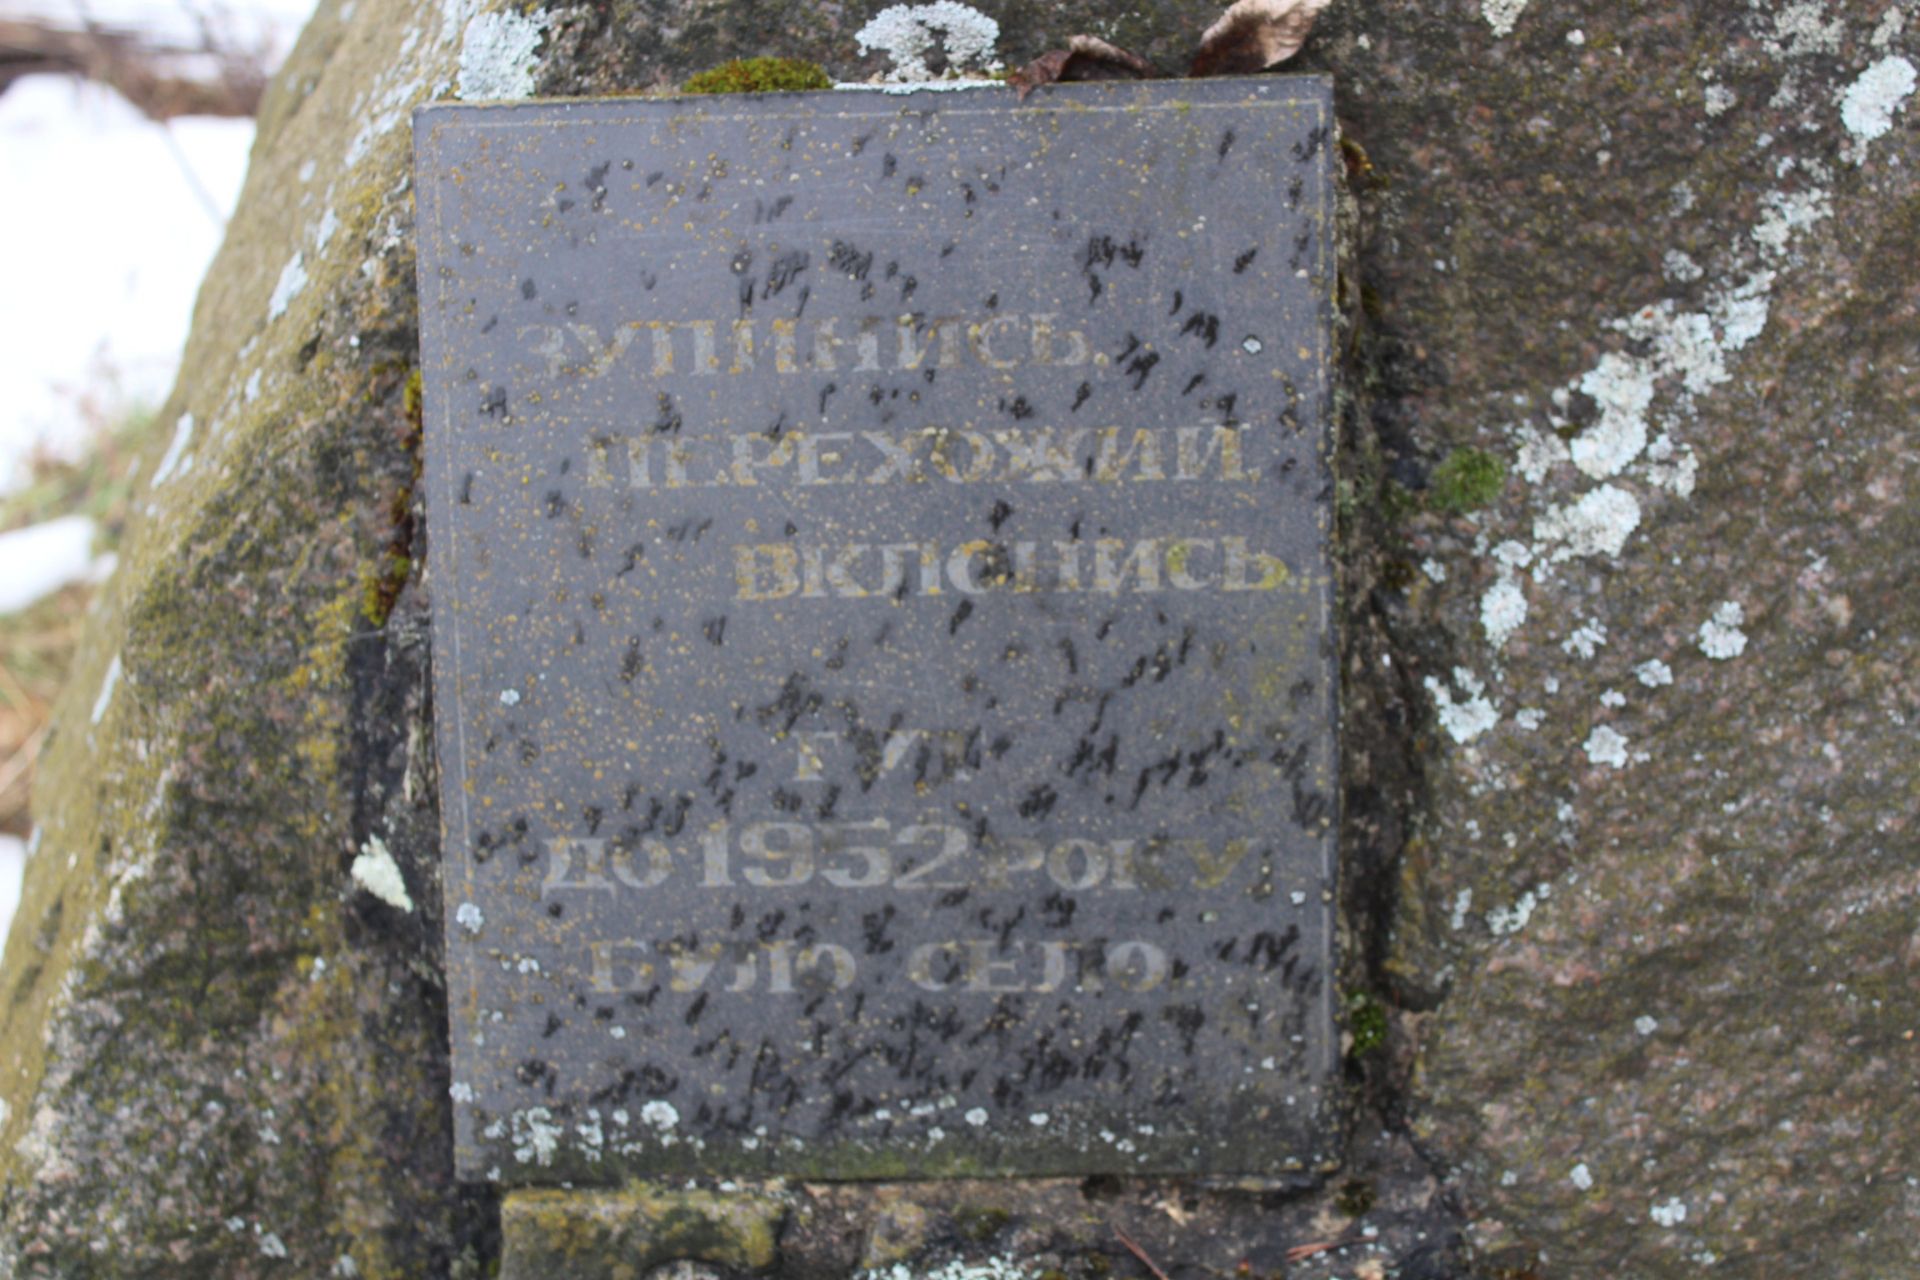 ЗУПИНИСЬ,
ПЕРЕХОЖИЙ,
ВКЛОНИСЬ
ТУТ
ДО 1952 РОКУ
БУЛО СЕЛО